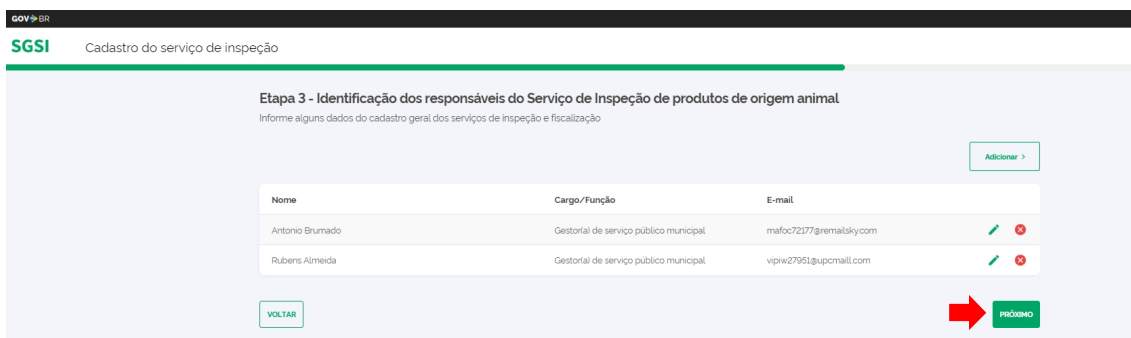 GOV BR
SGSI Cadastro do serviço de inspeção
Etapa 3 - Identificação dos responsáveis do Serviço de Inspeção de produtos de origem animal
Informe alguns dados do cadastro geral dos serviços de inspeção e fiscalização
Adicionar >
Nome Cargo/Função E-mail
Antonio Brumado Gestor(a) de serviço público municipal mafoc72177@remailsky.com
Rubens Almeida Gestor(a) de serviço público municipal vipiw27951@upcmaill.com
VOLTAR PRÓXIMO